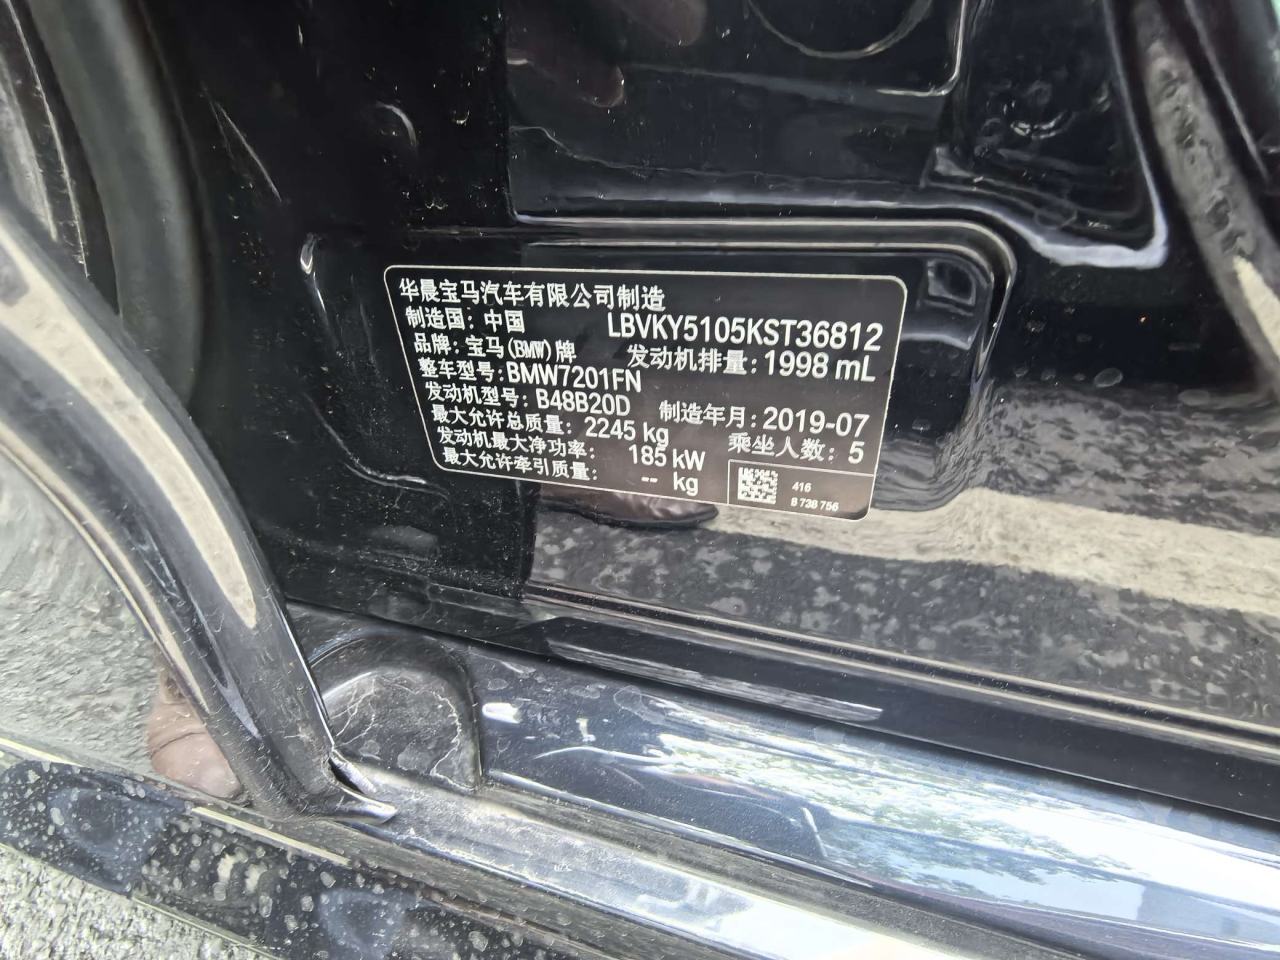 华晨宝马汽车有限公司制造
制造国：中国 LBVKY5105KST36812
品牌：宝马(BMW)牌 发动机排量：1998 mL
整车型号：BMW7201FN
发动机型号：B48B20D 制造年月：2019-07
最大允许总质量：2245 kg 乘坐人数：5
发动机最大净功率：185 kW
最大允许牵引质量：-- kg
416
8 738 756